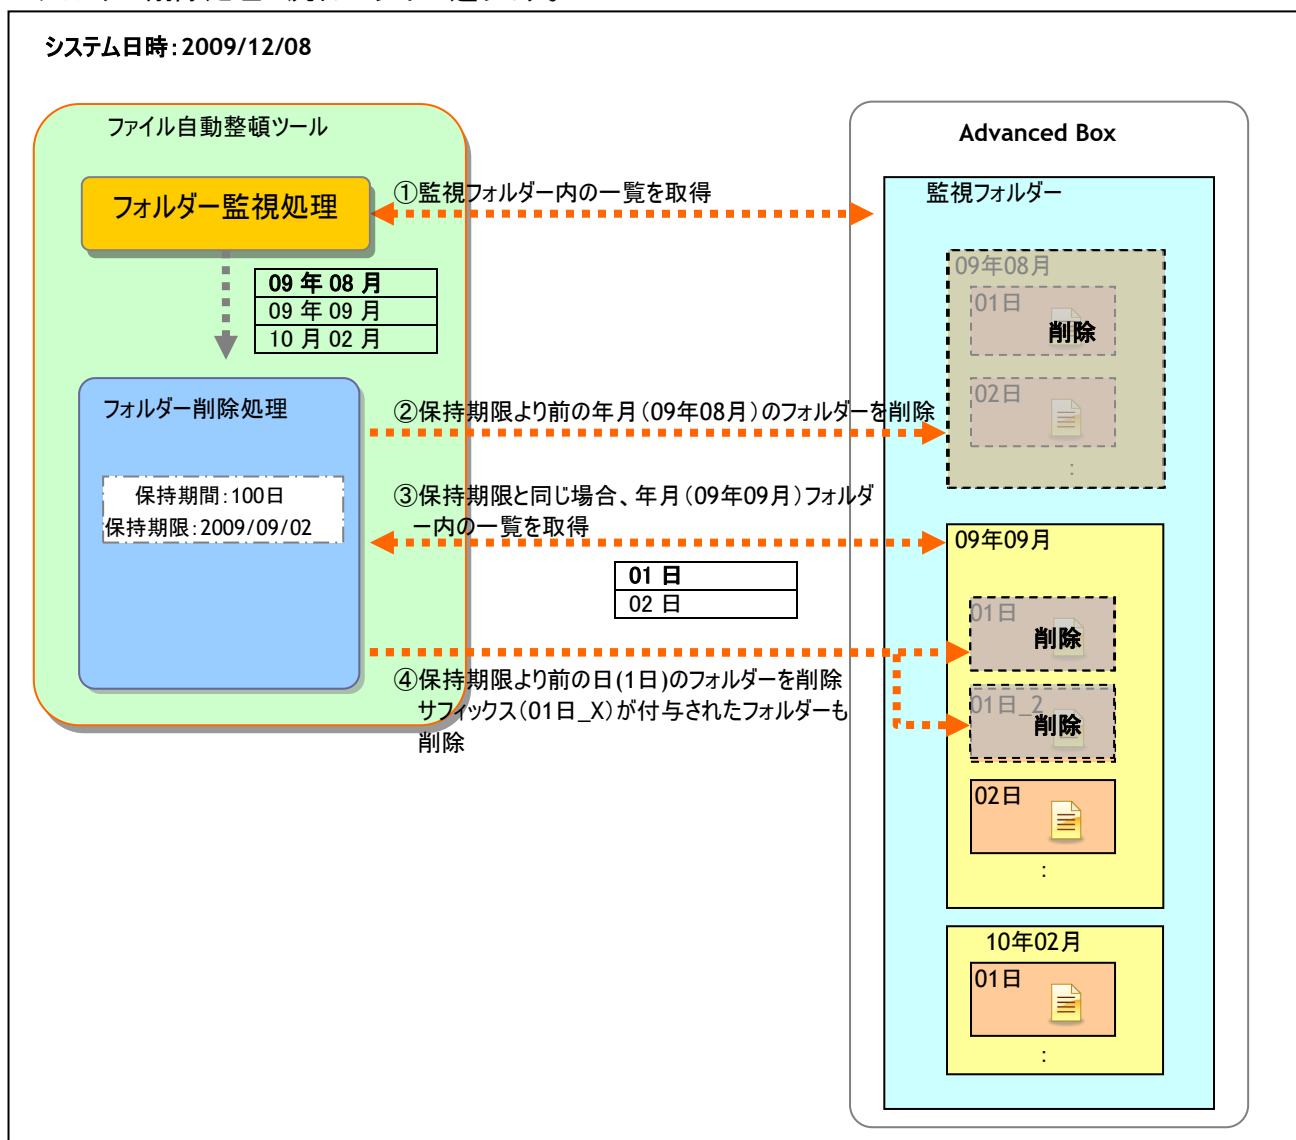 システム日時：2009/12/08
ファイル自動整頓ツール
Advanced Box
フォルダー監視処理
①監視フォルダー内の一覧を取得
監視フォルダー
09 年 08 月
09 年 09 月
10 月 02 月
09年08月
01日
削除
02日
:
フォルダー削除処理
②保持期限より前の年月（09年08月）のフォルダーを削除
保持期間：100日
保持期限：2009/09/02
③保持期限と同じ場合、年月（09年09月）フォルダ
ー内の一覧を取得
09年09月
01 日
02 日
01日
削除
④保持期限より前の日(1日)のフォルダーを削除
サフィックス（01日_X）が付与されたフォルダーも
削除
01日_2
削除
02日
:
10年02月
01日
: